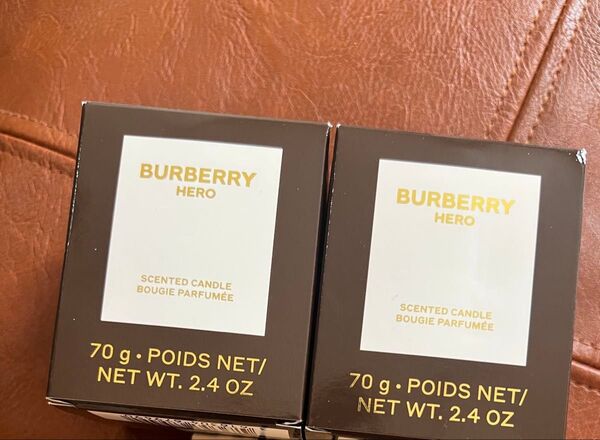 BURBERRY
HERO
SCENTED CANDLE
BOUGIE PARFUMÉE
70 g • POIDS NET/
NET WT. 2.4 OZ
BURBERRY
HERO
SCENTED CANDLE
BOUGIE PARFUMÉE
70 g • POIDS NET/
NET WT. 2.4 OZ